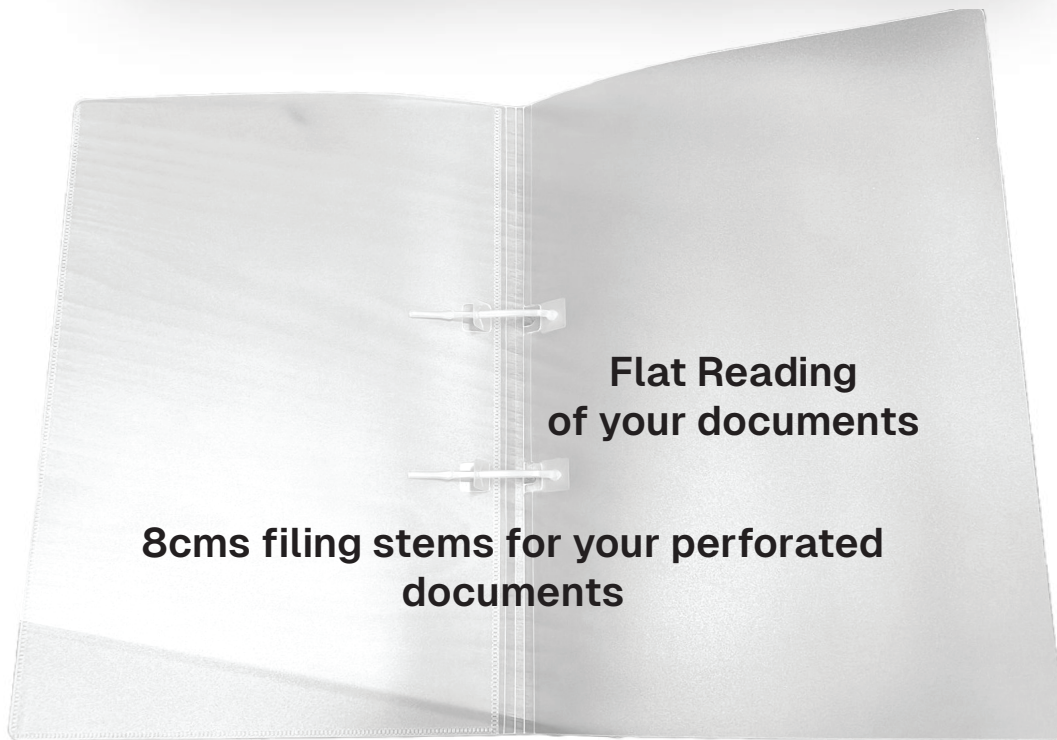 Flat Reading
of your documents
8cms filing stems for your perforated
documents